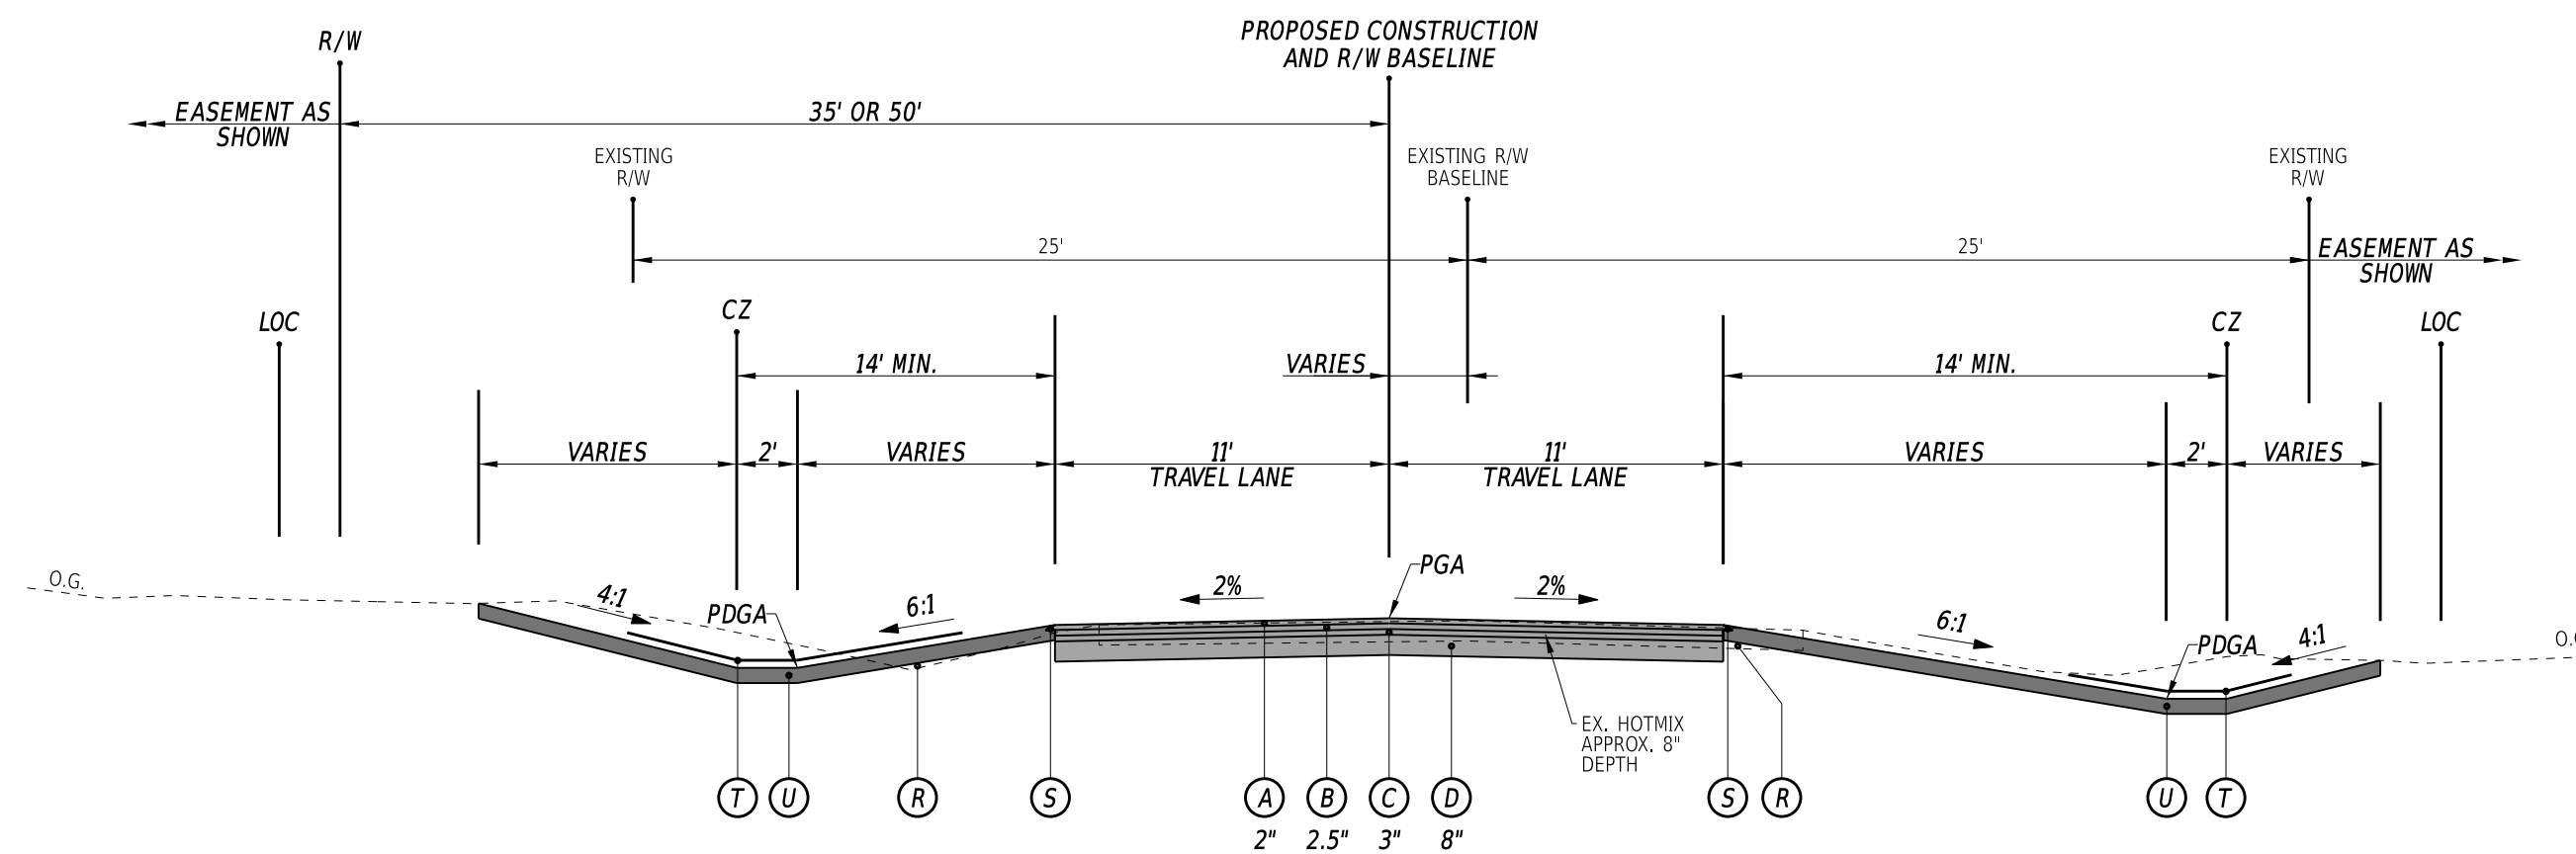 PROPOSED CONSTRUCTION
AND R/W BASELINE
R/W
EASEMENT AS
SHOWN
35' OR 50'
EXISTING
R/W
EXISTING R/W
BASELINE
EXISTING
R/W
25'
25'
EASEMENT AS
SHOWN
LOC
CZ
CZ
LOC
14' MIN.
VARIES
14' MIN.
VARIES
2'
VARIES
11'
TRAVEL LANE
11'
TRAVEL LANE
VARIES
2'
VARIES
O.G.
4:1
PDGA
6:1
2%
PGA
2%
6:1
PDGA
4:1
EX. HOTMIX
APPROX. 8"
DEPTH
T
U
R
S
A
B
C
D
S
R
U
T
2"
2.5"
3"
8"